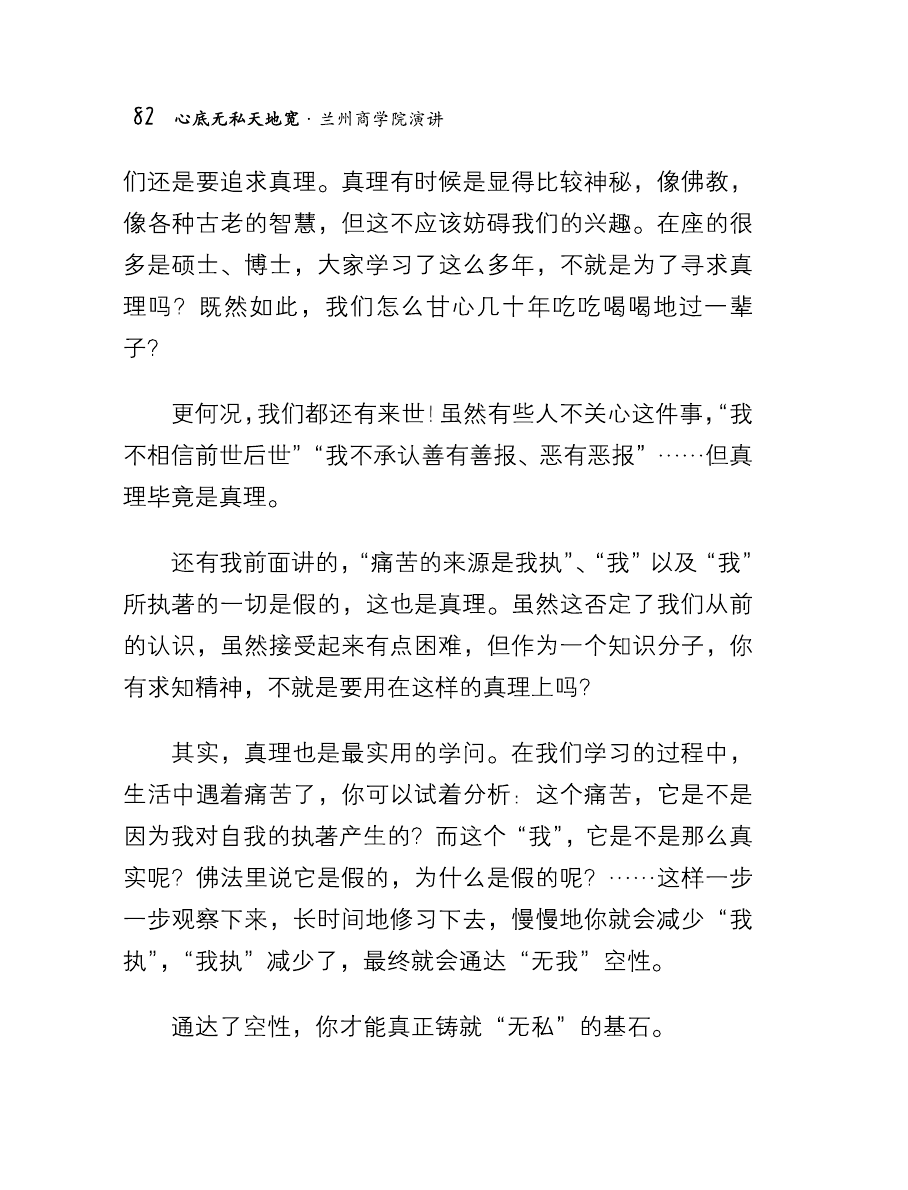 82 心底无私天地宽·兰州商学院演讲
们还是要追求真理。真理有时候是显得比较神秘，像佛教，
像各种古老的智慧，但这不应该妨碍我们的兴趣。在座的很
多是硕士、博士，大家学习了这么多年，不就是为了寻求真
理吗？既然如此，我们怎么甘心几十年吃吃喝喝地过一辈
子？
更何况，我们都还有来世！虽然有些人不关心这件事，“我
不相信前世后世”“我不承认善有善报、恶有恶报”……但真
理毕竟是真理。
还有我前面讲的，“痛苦的来源是我执”、“我”以及“我”
所执著的一切是假的，这也是真理。虽然这否定了我们从前
的认识，虽然接受起来有点困难，但作为一个知识分子，你
有求知精神，不就是要用在这样的真理上吗？
其实，真理也是最实用的学问。在我们学习的过程中，
生活中遇着痛苦了，你可以试着分析：这个痛苦，它是不是
因为我对自我的执著产生的？而这个“我”，它是不是那么真
实呢？佛法里说它是假的，为什么是假的呢？……这样一步
一步观察下来，长时间地修习下去，慢慢地你就会减少“我
执”，“我执”减少了，最终就会通达“无我”空性。
通达了空性，你才能真正铸就“无私”的基石。